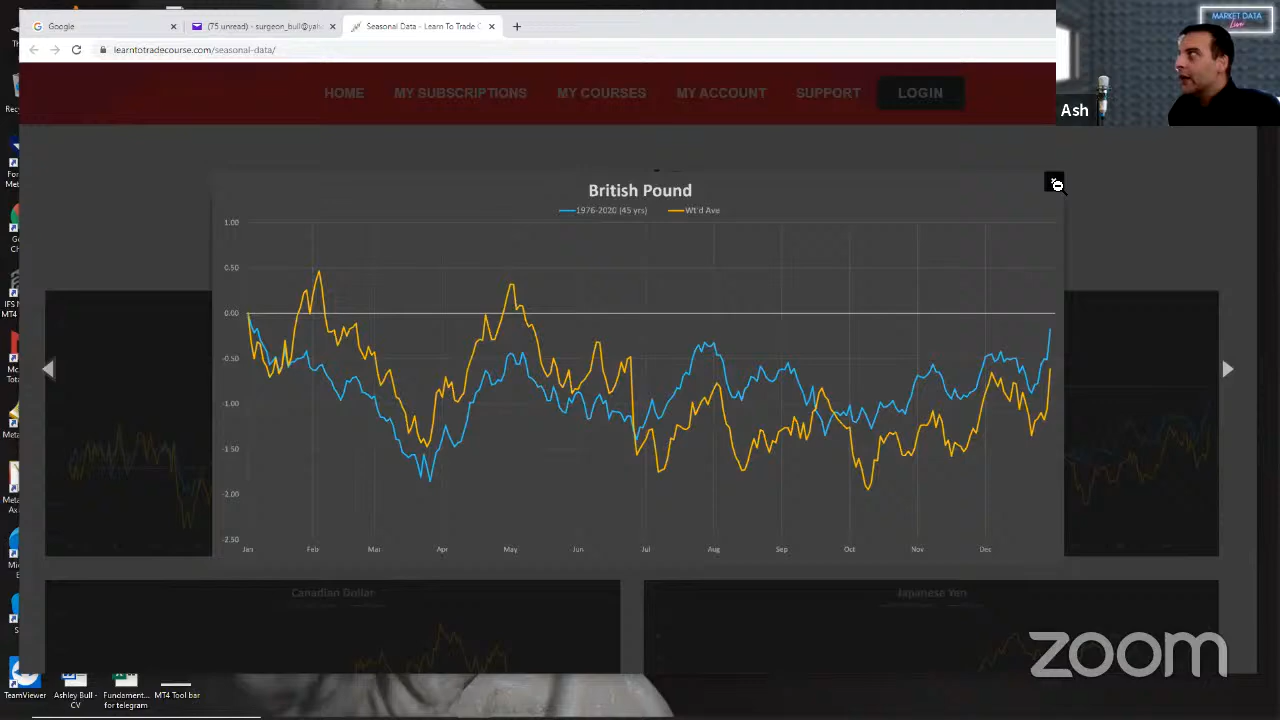 Google
(75 unread) - surgeon_bull@yah
Seasonal Data - Learn To Trade C
MARKET DATA
Live
learntotradecourse.com/seasonal-data/
HOME MY SUBSCRIPTIONS MY COURSES MY ACCOUNT SUPPORT LOGIN
Ash
British Pound
1976-2020 (45 yrs) Wt'd Ave
1.00
0.50
0.00
-0.50
-1.00
-1.50
-2.00
-2.50
Jan Feb Mar Apr May Jun Jul Aug Sep Oct Nov Dec
Canadian Dollar
Japanese Yen
zoom
TeamViewer
Ashley Bull - CV
Fundament... for telegram
MT4 Tool bar